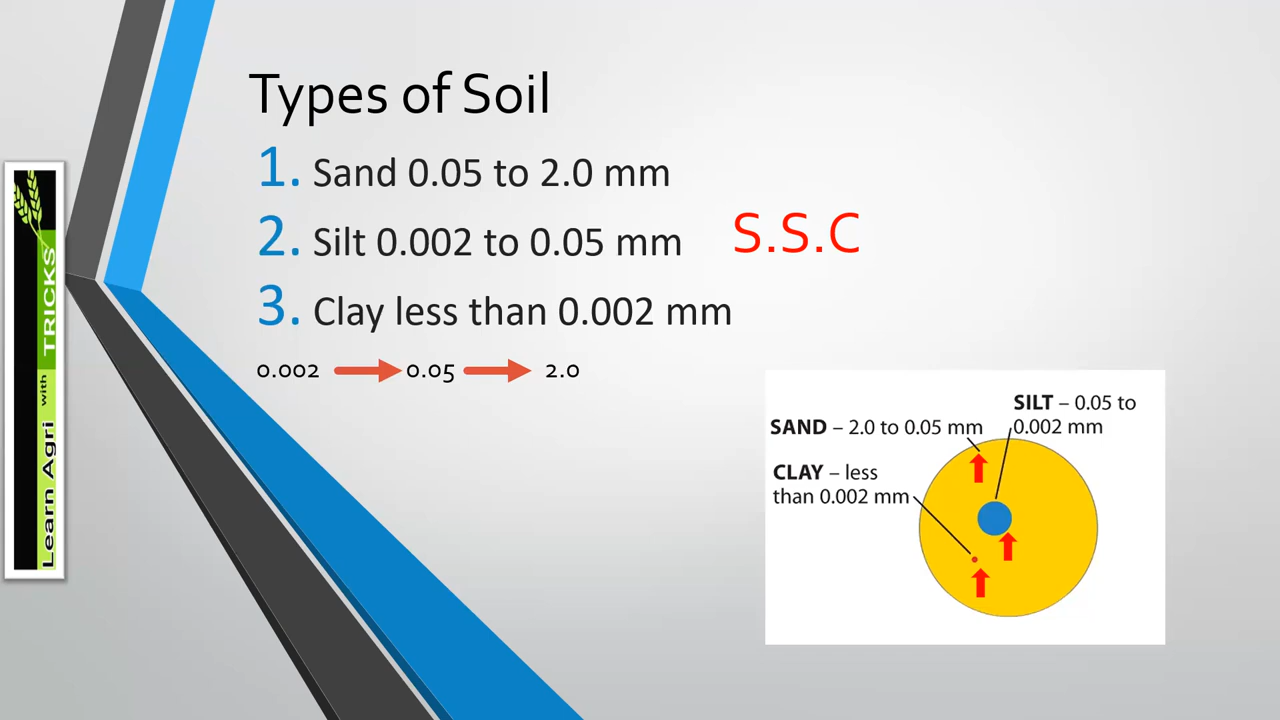 Types of Soil
1. Sand 0.05 to 2.0 mm
2. Silt 0.002 to 0.05 mm
S.S.C
3. Clay less than 0.002 mm
0.002 0.05 2.0
SILT – 0.05 to
0.002 mm
SAND – 2.0 to 0.05 mm
CLAY – less
than 0.002 mm
Learn Agri with TRICKS